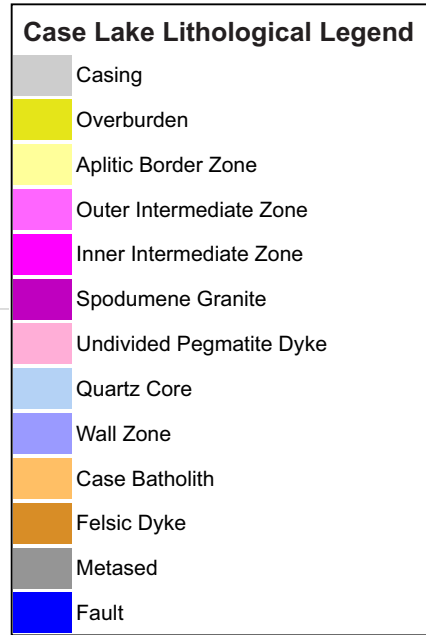 Case Lake Lithological Legend
Casing
Overburden
Aplitic Border Zone
Outer Intermediate Zone
Inner Intermediate Zone
Spodumene Granite
Undivided Pegmatite Dyke
Quartz Core
Wall Zone
Case Batholith
Felsic Dyke
Metased
Fault